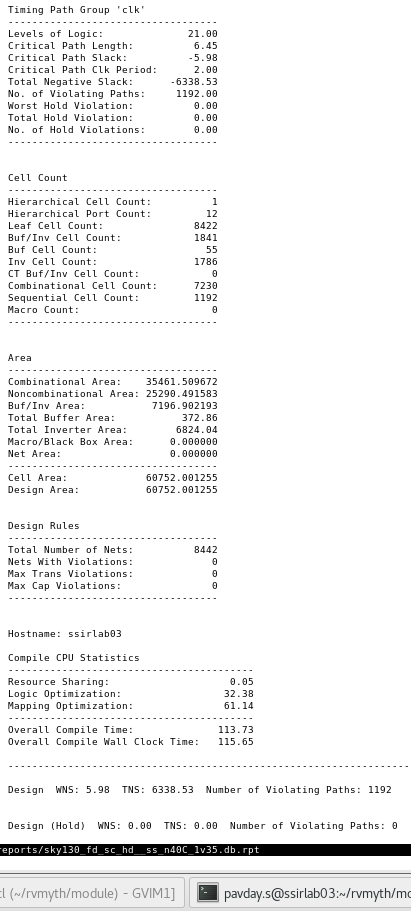 Timing Path Group 'clk'
-----------------------------------
Levels of Logic: 21.00
Critical Path Length: 6.45
Critical Path Slack: -5.98
Critical Path Clk Period: 2.00
Total Negative Slack: -6338.53
No. of Violating Paths: 1192.00
Worst Hold Violation: 0.00
Total Hold Violation: 0.00
No. of Hold Violations: 0.00
-----------------------------------
Cell Count
-----------------------------------
Hierarchical Cell Count: 1
Hierarchical Port Count: 12
Leaf Cell Count: 8422
Buf/Inv Cell Count: 1841
Buf Cell Count: 55
Inv Cell Count: 1786
CT Buf/Inv Cell Count: 0
Combinational Cell Count: 7230
Sequential Cell Count: 1192
Macro Count: 0
-----------------------------------
Area
-----------------------------------
Combinational Area: 35461.509672
Noncombinational Area: 25290.491583
Buf/Inv Area: 7196.902193
Total Buffer Area: 372.86
Total Inverter Area: 6824.04
Macro/Black Box Area: 0.000000
Net Area: 0.000000
-----------------------------------
Cell Area: 60752.001255
Design Area: 60752.001255
Design Rules
-----------------------------------
Total Number of Nets: 8442
Nets With Violations: 0
Max Trans Violations: 0
Max Cap Violations: 0
-----------------------------------
Hostname: ssirlab03
Compile CPU Statistics
-----------------------------------------
Resource Sharing: 0.05
Logic Optimization: 32.38
Mapping Optimization: 61.14
-----------------------------------------
Overall Compile Time: 113.73
Overall Compile Wall Clock Time: 115.65
--------------------------------------------------------------------
Design WNS: 5.98 TNS: 6338.53 Number of Violating Paths: 1192
Design (Hold) WNS: 0.00 TNS: 0.00 Number of Violating Paths: 0
reports/sky130_fd_sc_hd__ss_n40C_1v35.db.rpt
cl (~/rvmyth/module) - GVIM1]
pavday.s@ssirlab03:~/rvmyth/mo